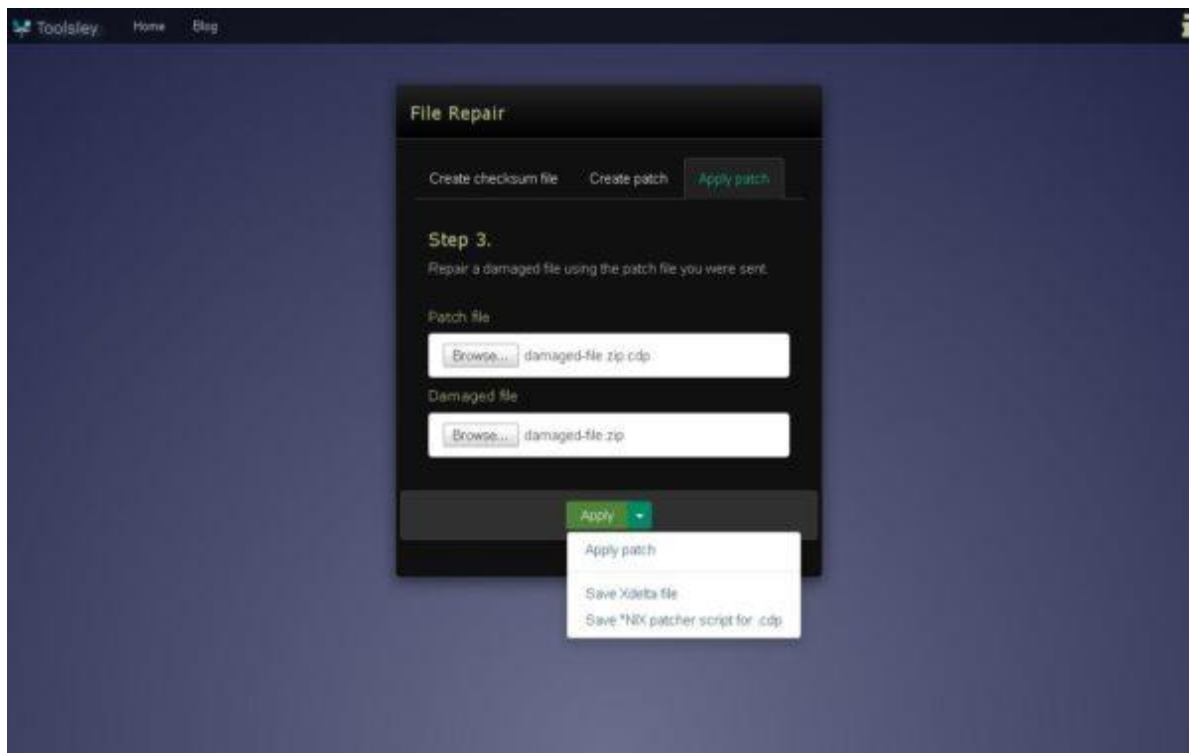 Toolsley Home Blog
File Repair
Create checksum file Create patch Apply patch
Step 3.
Repair a damaged file using the patch file you were sent.
Patch file
Browse... damaged-file.zip.cdp
Damaged file
Browse... damaged-file.zip
Apply
Apply patch
Save Xdelta file
Save *NIX patcher script for .cdp